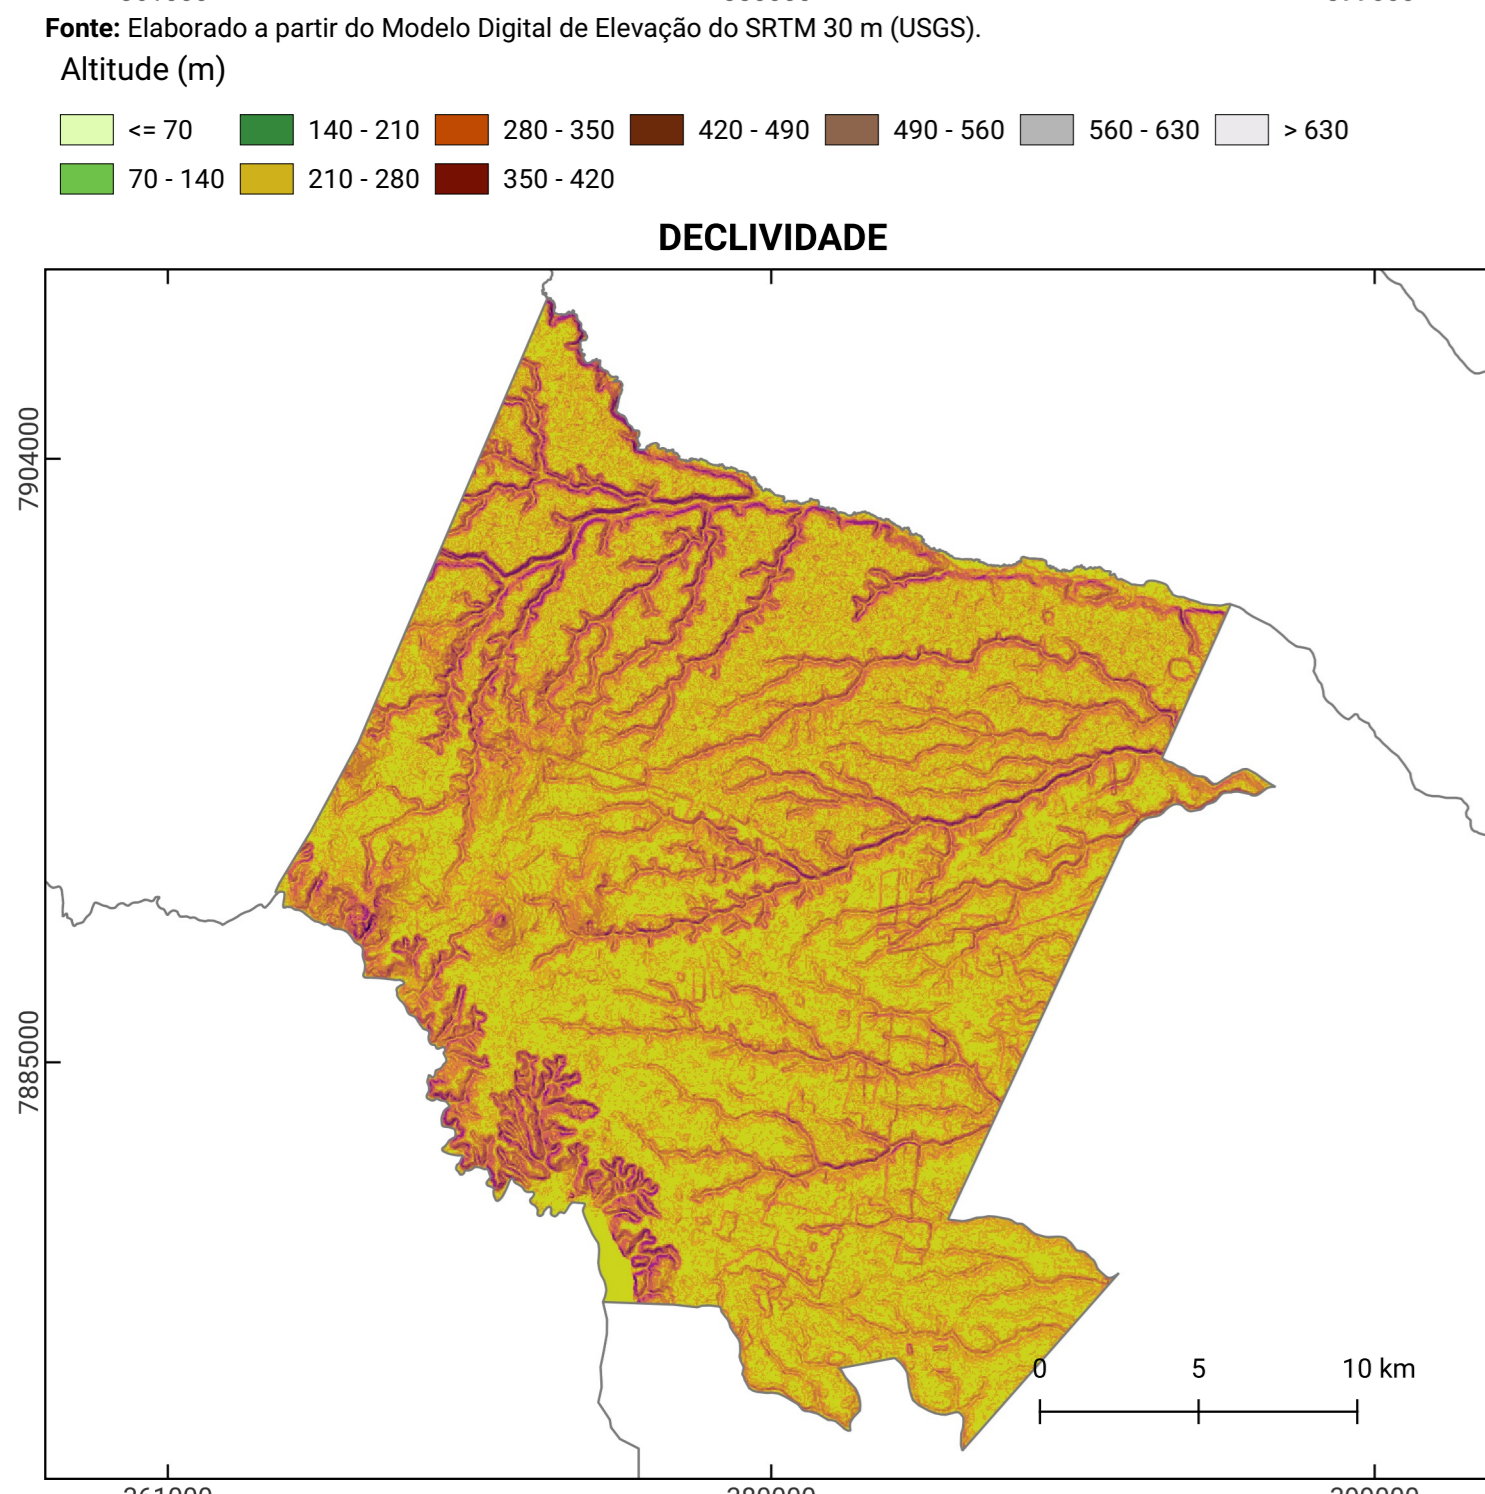 Fonte: Elaborado a partir do Modelo Digital de Elevação do SRTM 30 m (USGS).
Altitude (m)
<= 70 140 - 210 280 - 350 420 - 490 490 - 560 560 - 630 > 630
70 - 140 210 - 280 350 - 420
DECLIVIDADE
7904000
7885000
0 5 10 km